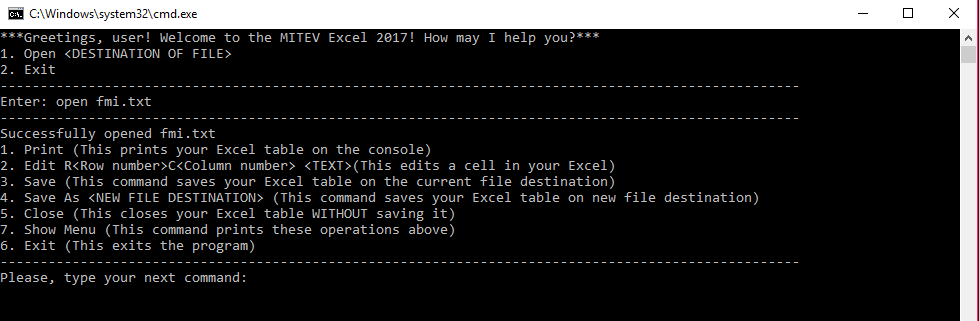 C:\Windows\system32\cmd.exe
***Greetings, user! Welcome to the MITEV Excel 2017! How may I help you?***
1. Open <DESTINATION OF FILE>
2. Exit
----------------------------------------------------------------------------------------------------
Enter: open fmi.txt
----------------------------------------------------------------------------------------------------
Successfully opened fmi.txt
1. Print (This prints your Excel table on the console)
2. Edit R<Row number>C<Column number> <TEXT>(This edits a cell in your Excel)
3. Save (This command saves your Excel table on the current file destination)
4. Save As <NEW FILE DESTINATION> (This command saves your Excel table on new file destination)
5. Close (This closes your Excel table WITHOUT saving it)
7. Show Menu (This command prints these operations above)
6. Exit (This exits the program)
----------------------------------------------------------------------------------------------------
Please, type your next command: